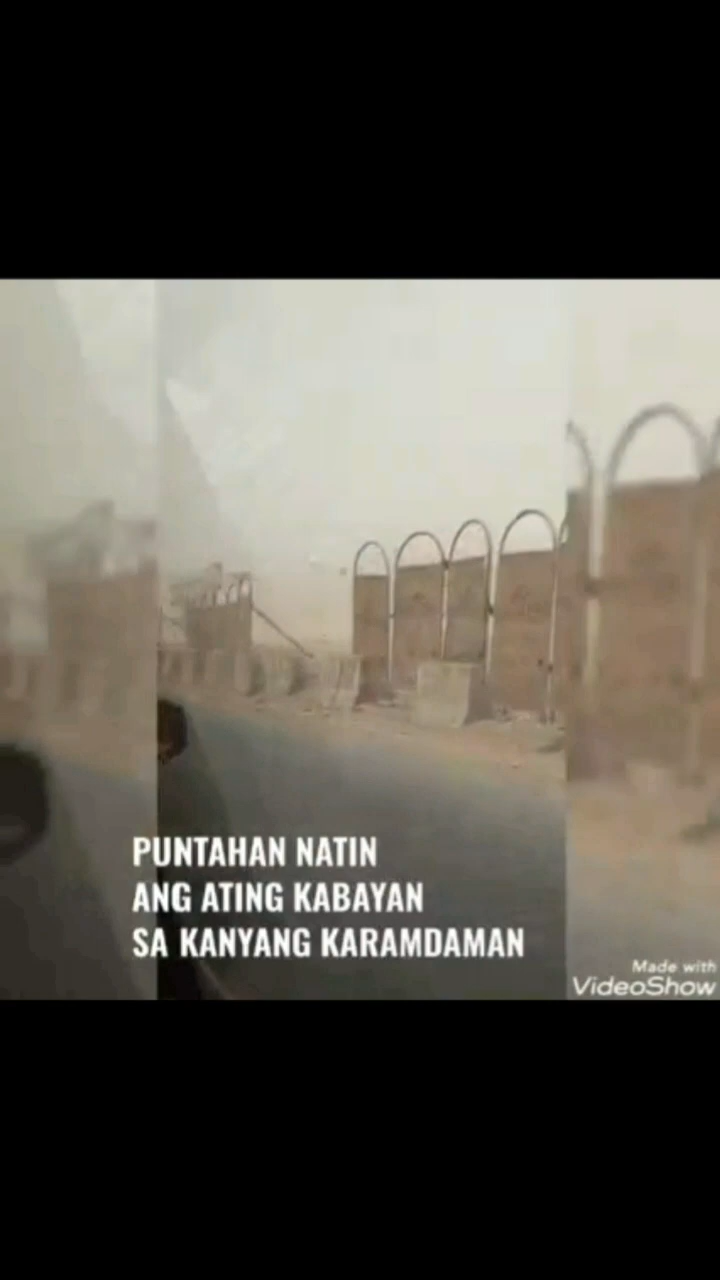 PUNTAHAN NATIN
ANG ATING KABAYAN
SA KANYANG KARAMDAMAN
Made with
VideoShow